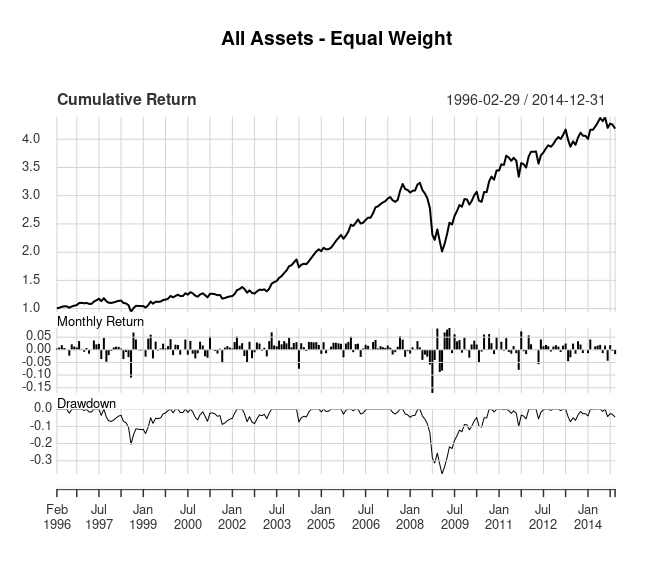 All Assets - Equal Weight
Cumulative Return 1996-02-29 / 2014-12-31
4.0
3.5
3.0
2.5
2.0
1.5
1.0
Monthly Return
0.05
0.00
-0.05
-0.10
-0.15
Drawdown
0.0
-0.1
-0.2
-0.3
Feb Jul Jan Jul Jan Jul Jan Jul Jan Jul Jan Jul Jan
1996 1997 1999 2000 2002 2003 2005 2006 2008 2009 2011 2012 2014